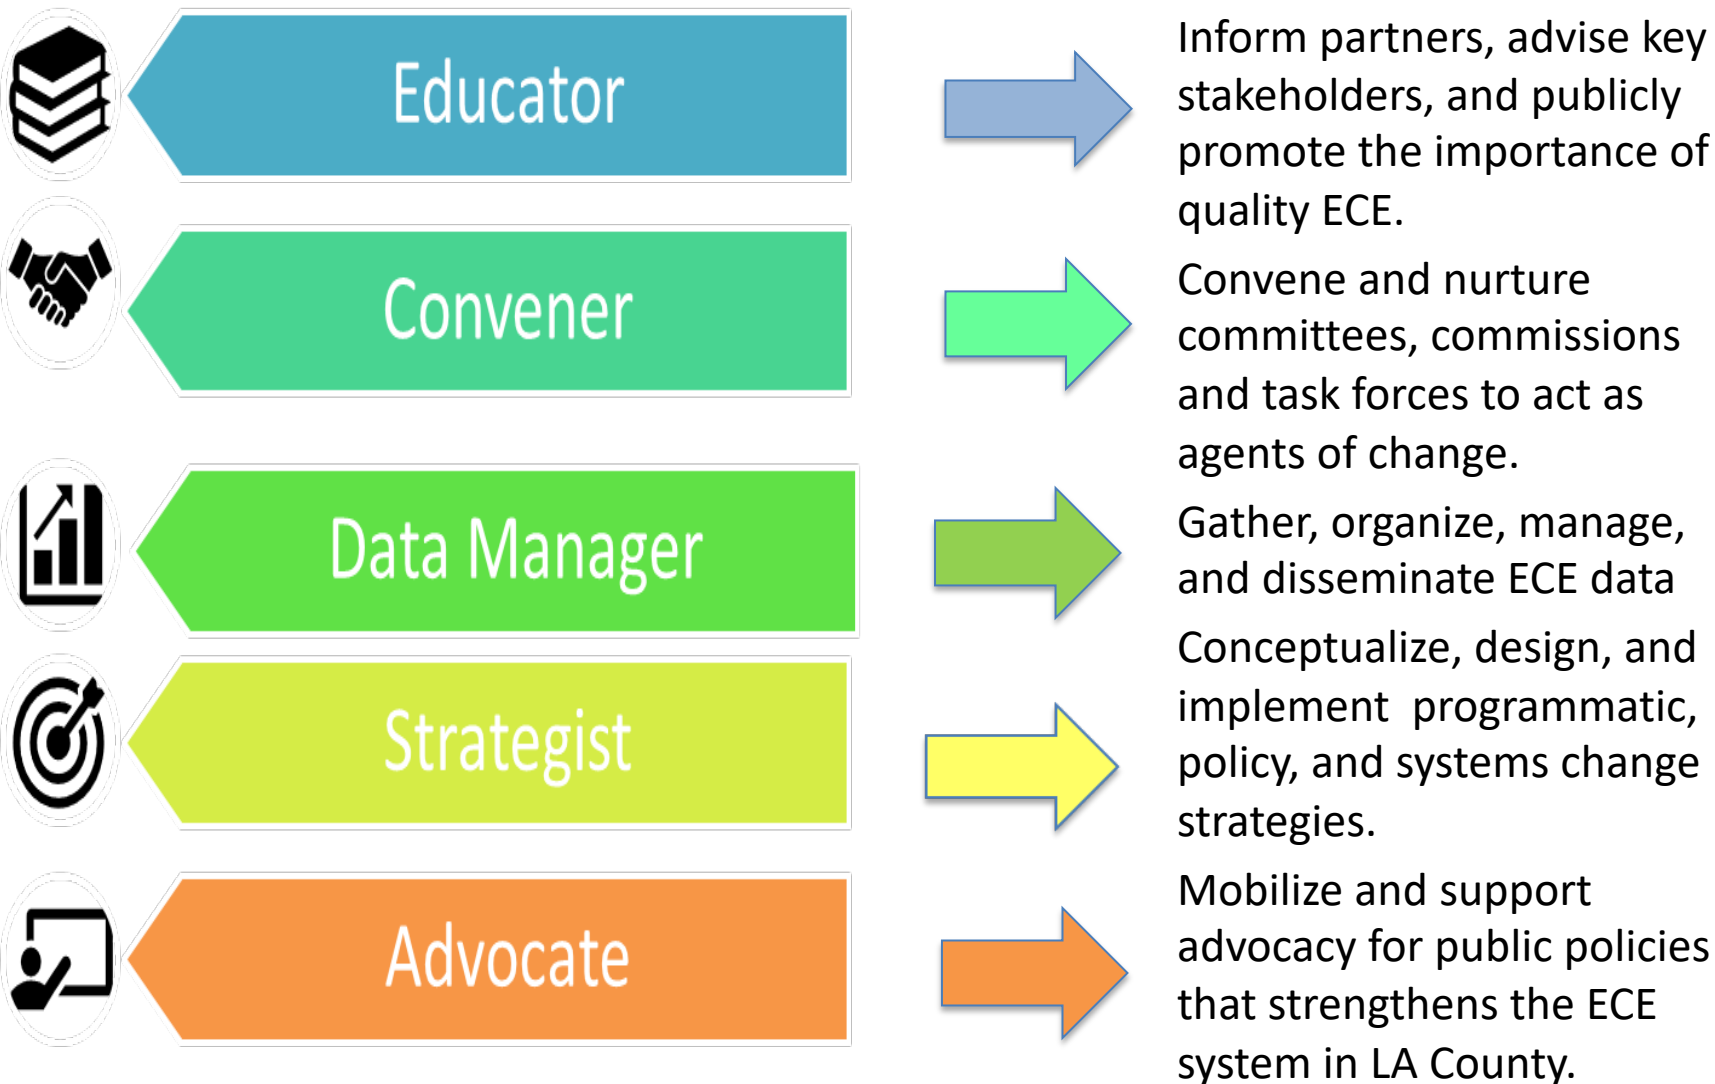 Educator
Inform partners, advise key
stakeholders, and publicly
promote the importance of
quality ECE.
Convener
Convene and nurture
committees, commissions
and task forces to act as
agents of change.
Data Manager
Gather, organize, manage,
and disseminate ECE data
Strategist
Conceptualize, design, and
implement  programmatic,
policy, and systems change
strategies.
Advocate
Mobilize and support
advocacy for public policies
that strengthens the ECE
system in LA County.